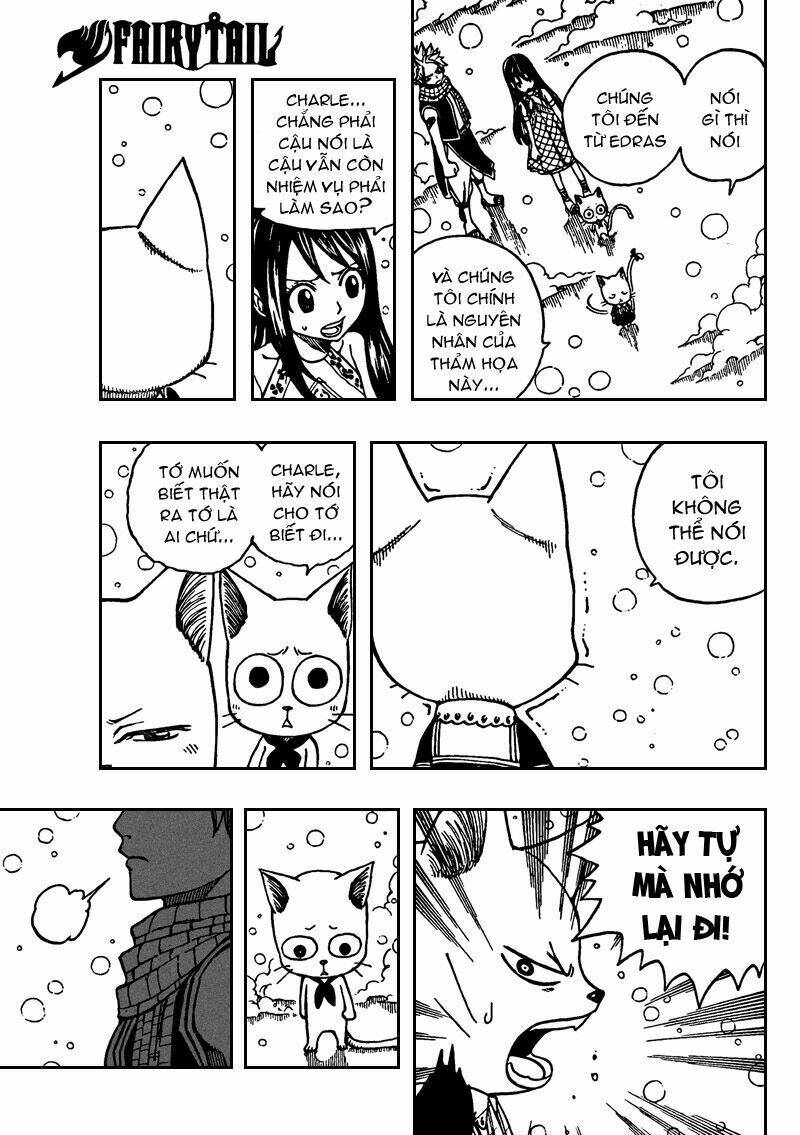 FAIRY TAIL
NÓI
GÌ THÌ
NÓI
CHÚNG
TÔI ĐẾN
TỪ EDRAS
VÀ CHÚNG
TÔI CHÍNH
LÀ NGUYÊN
NHÂN CỦA
THẢM HỌA
NÀY...
CHARLE...
CHẲNG PHẢI
CẬU NÓI LÀ
CẬU VẪN CÒN
NHIỆM VỤ PHẢI
LÀM SAO?
TÔI
KHÔNG
THỂ NÓI
ĐƯỢC.
CHARLE,
HÃY NÓI
CHO TỚ
BIẾT ĐI...
TỚ MUỐN
BIẾT THẬT
RA TỚ LÀ
AI CHỨ...
HÃY TỰ
MÀ NHỚ
LẠI ĐI!